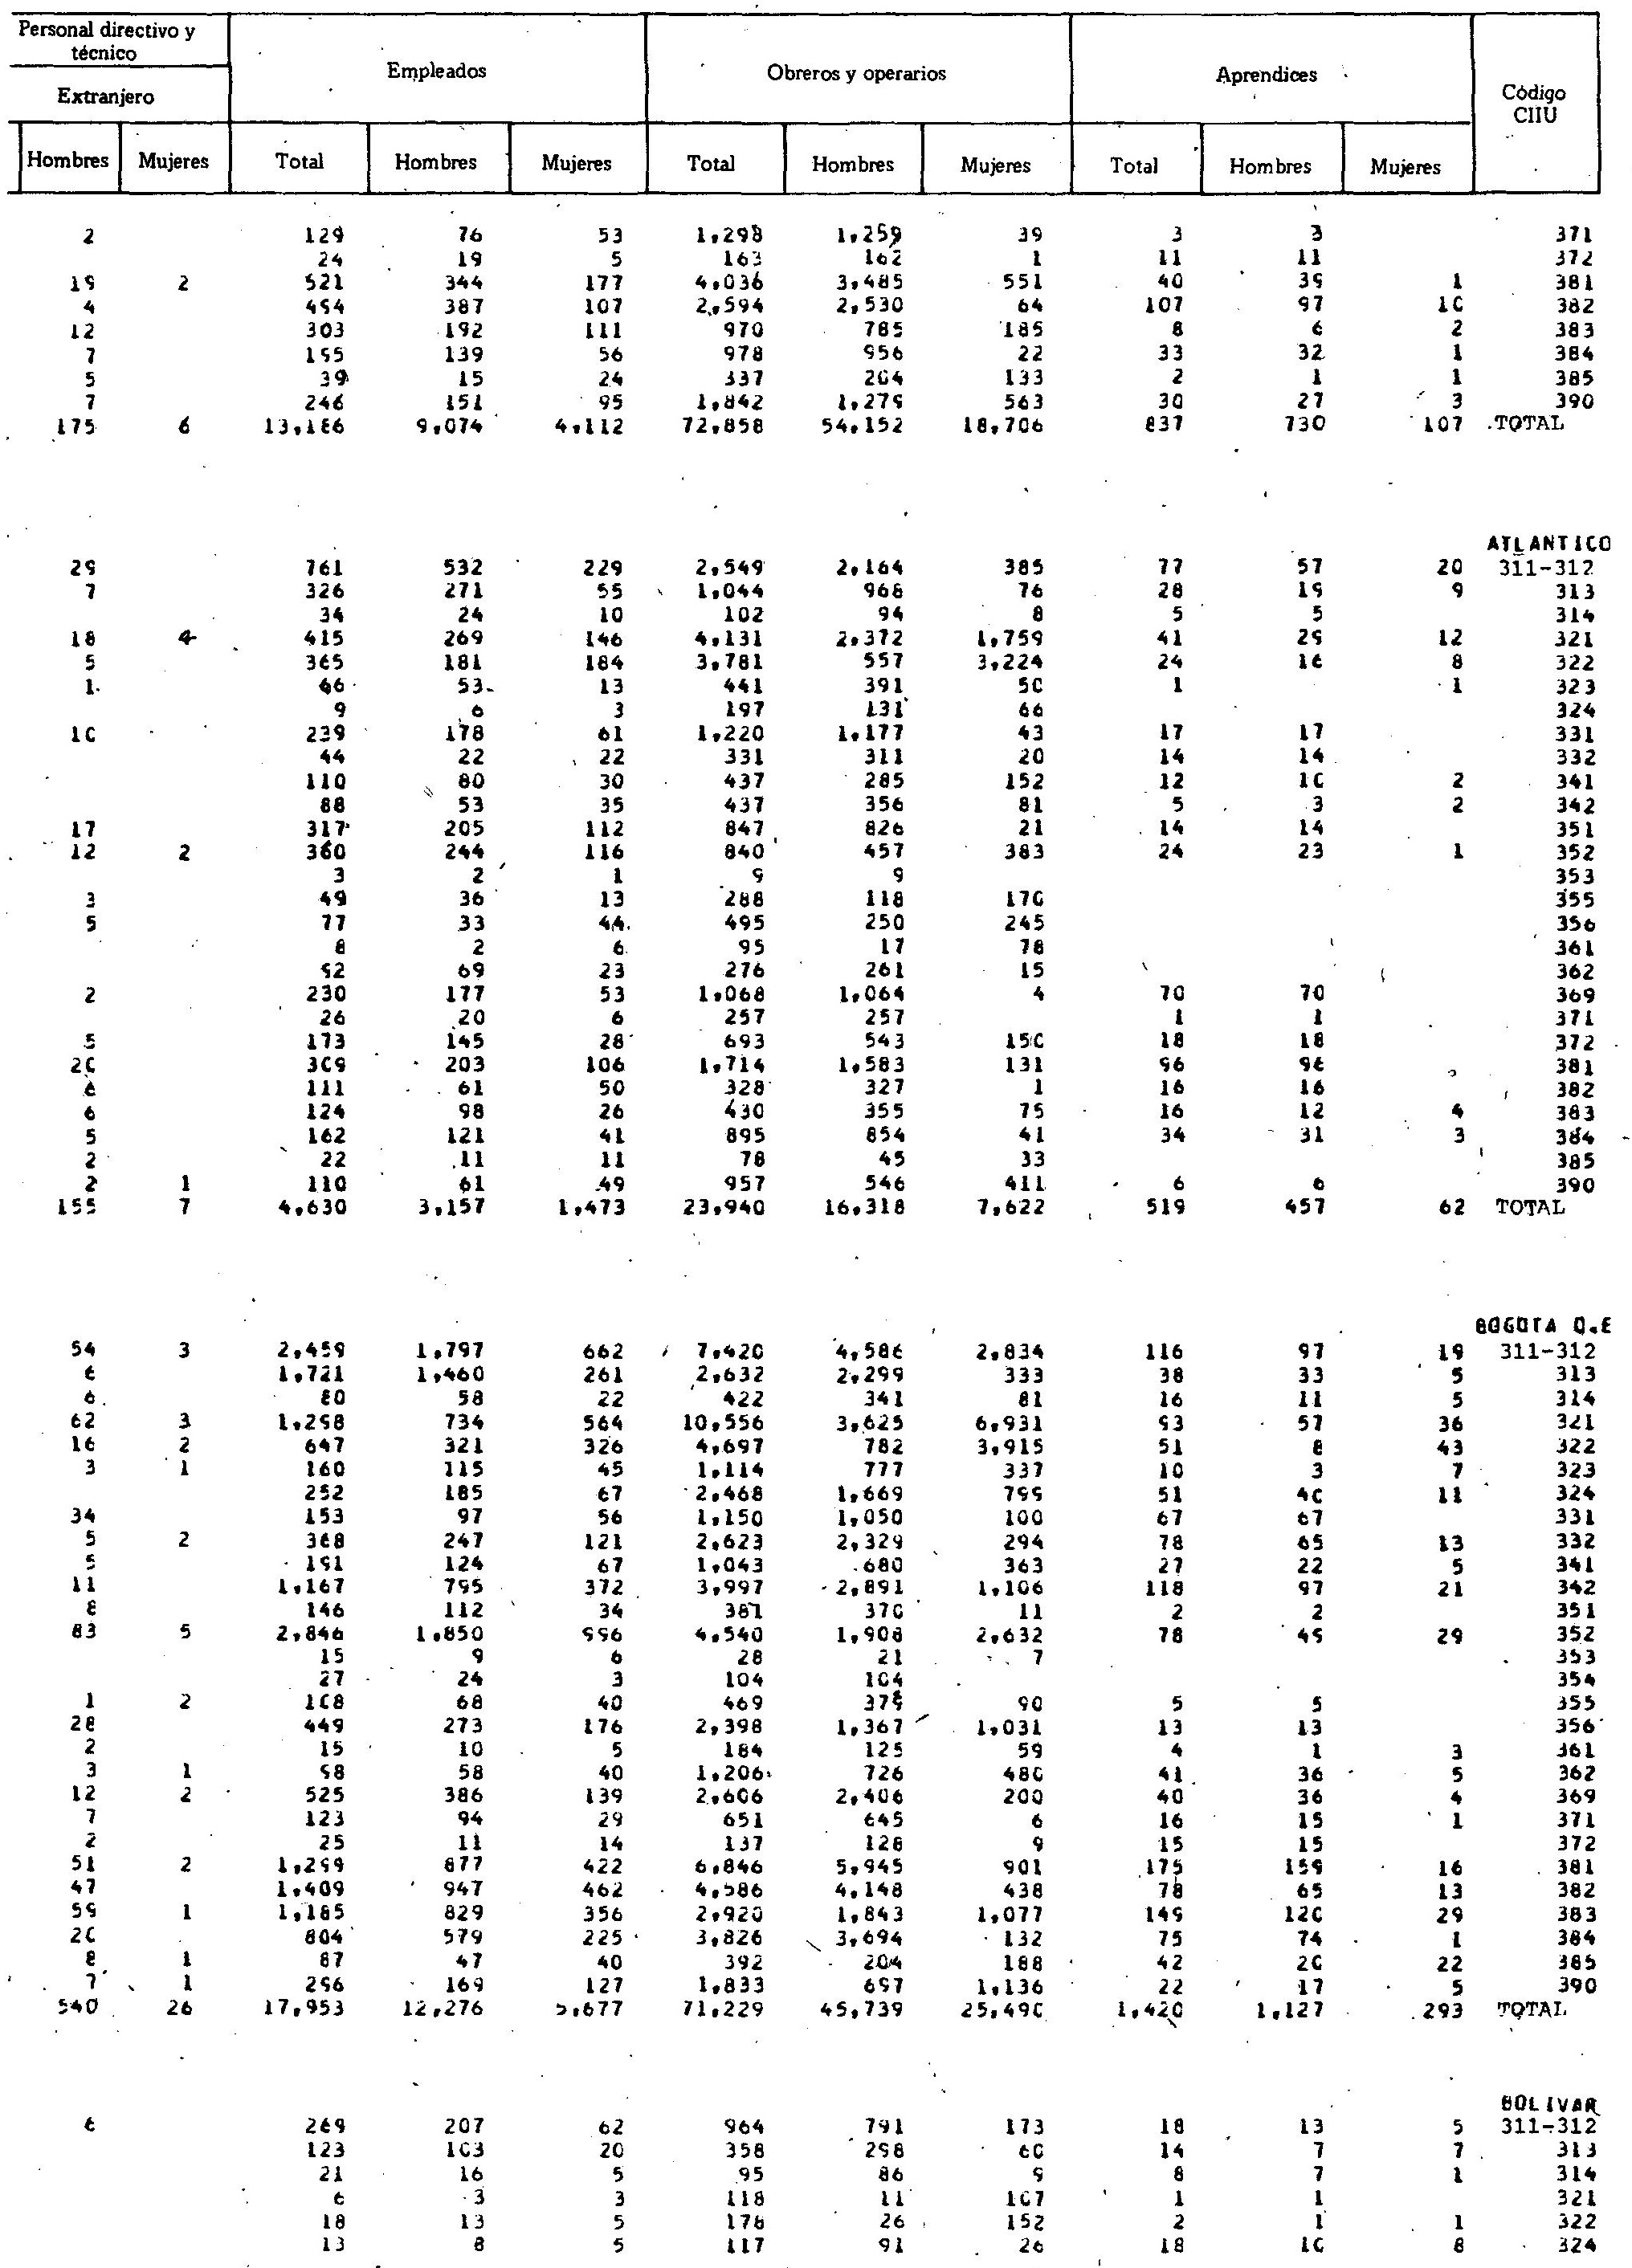 Personal directivo y técnico Empleados Obreros y operarios Aprendices Código CIIU
Extranjero
Hombres Mujeres Total Hombres Mujeres Total Hombres Mujeres Total Hombres Mujeres
2 129 76 53 1,298 1,259 39 3 3 371
24 19 5 163 162 1 11 11 372
19 2 521 344 177 4,036 3,485 551 40 39 1 381
4 494 387 107 2,594 2,530 64 107 97 10 382
12 303 192 111 970 785 185 8 6 2 383
7 195 139 56 978 956 22 33 32 1 384
5 39 15 24 337 204 133 2 1 1 385
7 246 151 95 1,842 1,279 563 30 27 3 390
175 6 13,186 9,074 4,112 72,858 54,152 18,706 837 730 107 TOTAL
ATLANTICO
29 761 532 229 2,549 2,164 385 77 57 20 311-312
7 326 271 55 1,044 968 76 28 19 9 313
34 24 10 102 94 8 5 5 314
18 4 415 269 146 4,131 2,372 1,759 41 29 12 321
5 365 181 184 3,781 557 3,224 24 16 8 322
1 66 53 13 441 391 50 1 1 323
9 6 3 197 131 66 324
10 239 178 61 1,220 1,177 43 17 17 331
44 22 22 331 311 20 14 14 332
110 80 30 437 285 152 12 10 2 341
88 53 35 437 356 81 5 3 2 342
17 317 205 112 847 826 21 14 14 351
12 2 360 244 116 840 457 383 24 23 1 352
3 2 1 9 9 353
3 49 36 13 288 118 170 355
5 77 33 44 495 250 245 356
8 2 6 95 17 78 361
92 69 23 276 261 15 362
2 230 177 53 1,068 1,064 4 70 70 369
26 20 6 257 257 1 1 371
5 173 145 28 693 543 150 18 18 372
20 309 203 106 1,714 1,583 131 96 96 381
6 111 61 50 328 327 1 16 16 382
6 124 98 26 430 355 75 16 12 4 383
5 162 121 41 895 854 41 34 31 3 384
2 22 11 11 78 45 33 385
2 1 110 61 49 957 546 411 6 6 390
155 7 4,630 3,157 1,473 23,940 16,318 7,622 519 457 62 TOTAL
BOGOTA D.E
54 3 2,459 1,797 662 7,420 4,586 2,834 116 97 19 311-312
6 1,721 1,460 261 2,632 2,299 333 38 33 5 313
6 80 58 22 422 341 81 16 11 5 314
62 3 1,298 734 564 10,556 3,625 6,931 93 57 36 321
16 2 647 321 326 4,697 782 3,915 51 8 43 322
3 1 160 115 45 1,114 777 337 10 3 7 323
252 185 67 2,468 1,669 799 51 40 11 324
34 153 97 56 1,150 1,050 100 67 67 331
5 2 368 247 121 2,623 2,329 294 78 65 13 332
5 191 124 67 1,043 680 363 27 22 5 341
11 1,167 795 372 3,997 2,891 1,106 118 97 21 342
8 146 112 34 381 370 11 2 2 351
83 5 2,846 1,850 996 4,540 1,908 2,632 78 49 29 352
15 9 6 28 21 7 353
27 24 3 104 104 354
1 2 108 68 40 469 379 90 5 5 355
28 449 273 176 2,398 1,367 1,031 13 13 356
2 15 10 5 184 125 59 4 1 3 361
3 1 98 58 40 1,206 726 480 41 36 5 362
12 2 525 386 139 2,606 2,406 200 40 36 4 369
7 123 94 29 651 645 6 16 15 1 371
2 25 11 14 137 128 9 15 15 372
51 2 1,299 877 422 6,846 5,945 901 175 159 16 381
47 1,409 947 462 4,586 4,148 438 78 65 13 382
59 1 1,185 829 356 2,920 1,843 1,077 149 120 29 383
20 804 579 225 3,826 3,694 132 75 74 1 384
8 1 87 47 40 392 204 188 42 20 22 385
7 1 296 169 127 1,833 697 1,136 22 17 5 390
540 26 17,953 12,276 5,677 71,229 45,739 25,490 1,420 1,127 293 TOTAL
BOLIVAR
6 269 207 62 964 791 173 18 13 5 311-312
123 103 20 358 298 60 14 7 7 313
21 16 5 95 86 9 8 7 1 314
6 3 3 118 11 107 1 1 321
18 13 5 178 26 152 2 1 1 322
13 8 5 117 91 26 18 10 8 324